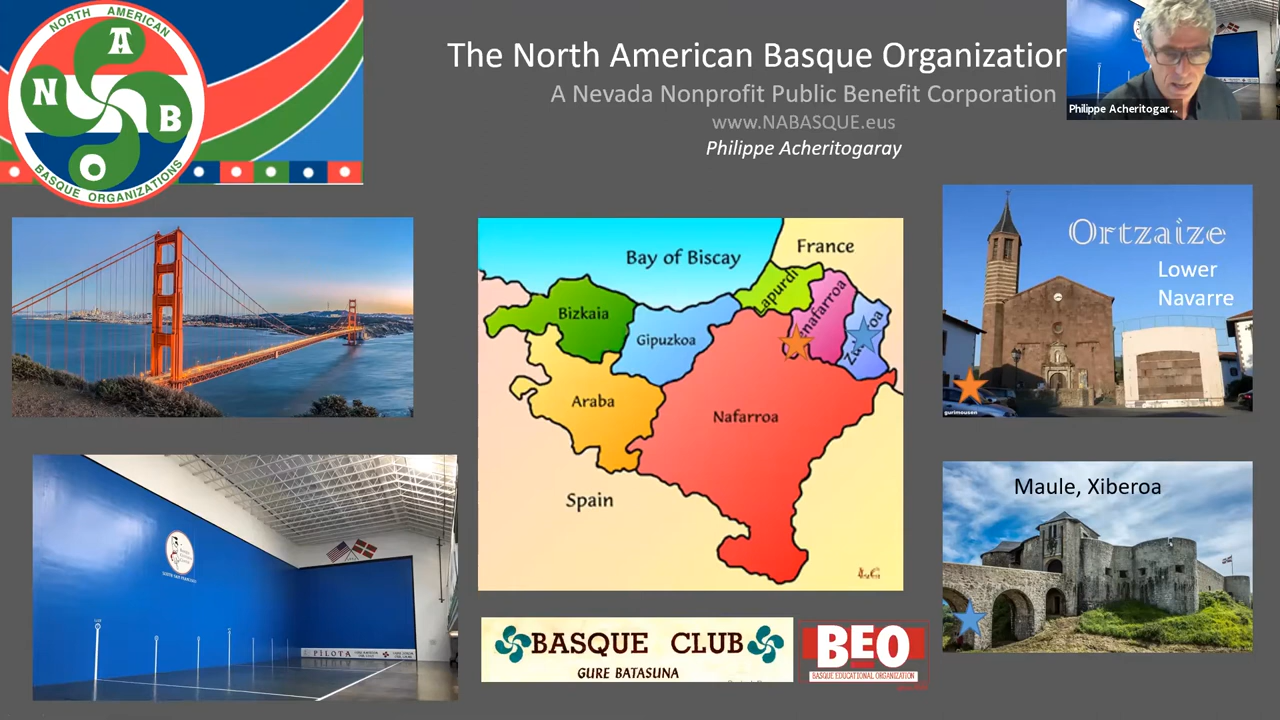 NORTH AMERICAN
N A B O
BASQUE ORGANIZATIONS
The North American Basque Organization
A Nevada Nonprofit Public Benefit Corporation
www.NABASQUE.eus
Philippe Acheritogaray
Philippe Acheritogar...
Bay of Biscay
France
Bizkaia
Gipuzkoa
Lapurdi
Araba
Nafarroa
Spain
Ortzaize
Lower
Navarre
gurimousen
Maule, Xiberoa
PILOTA
BASQUE CLUB
GURE BATASUNA
BEO
BASQUE EDUCATIONAL ORGANIZATION